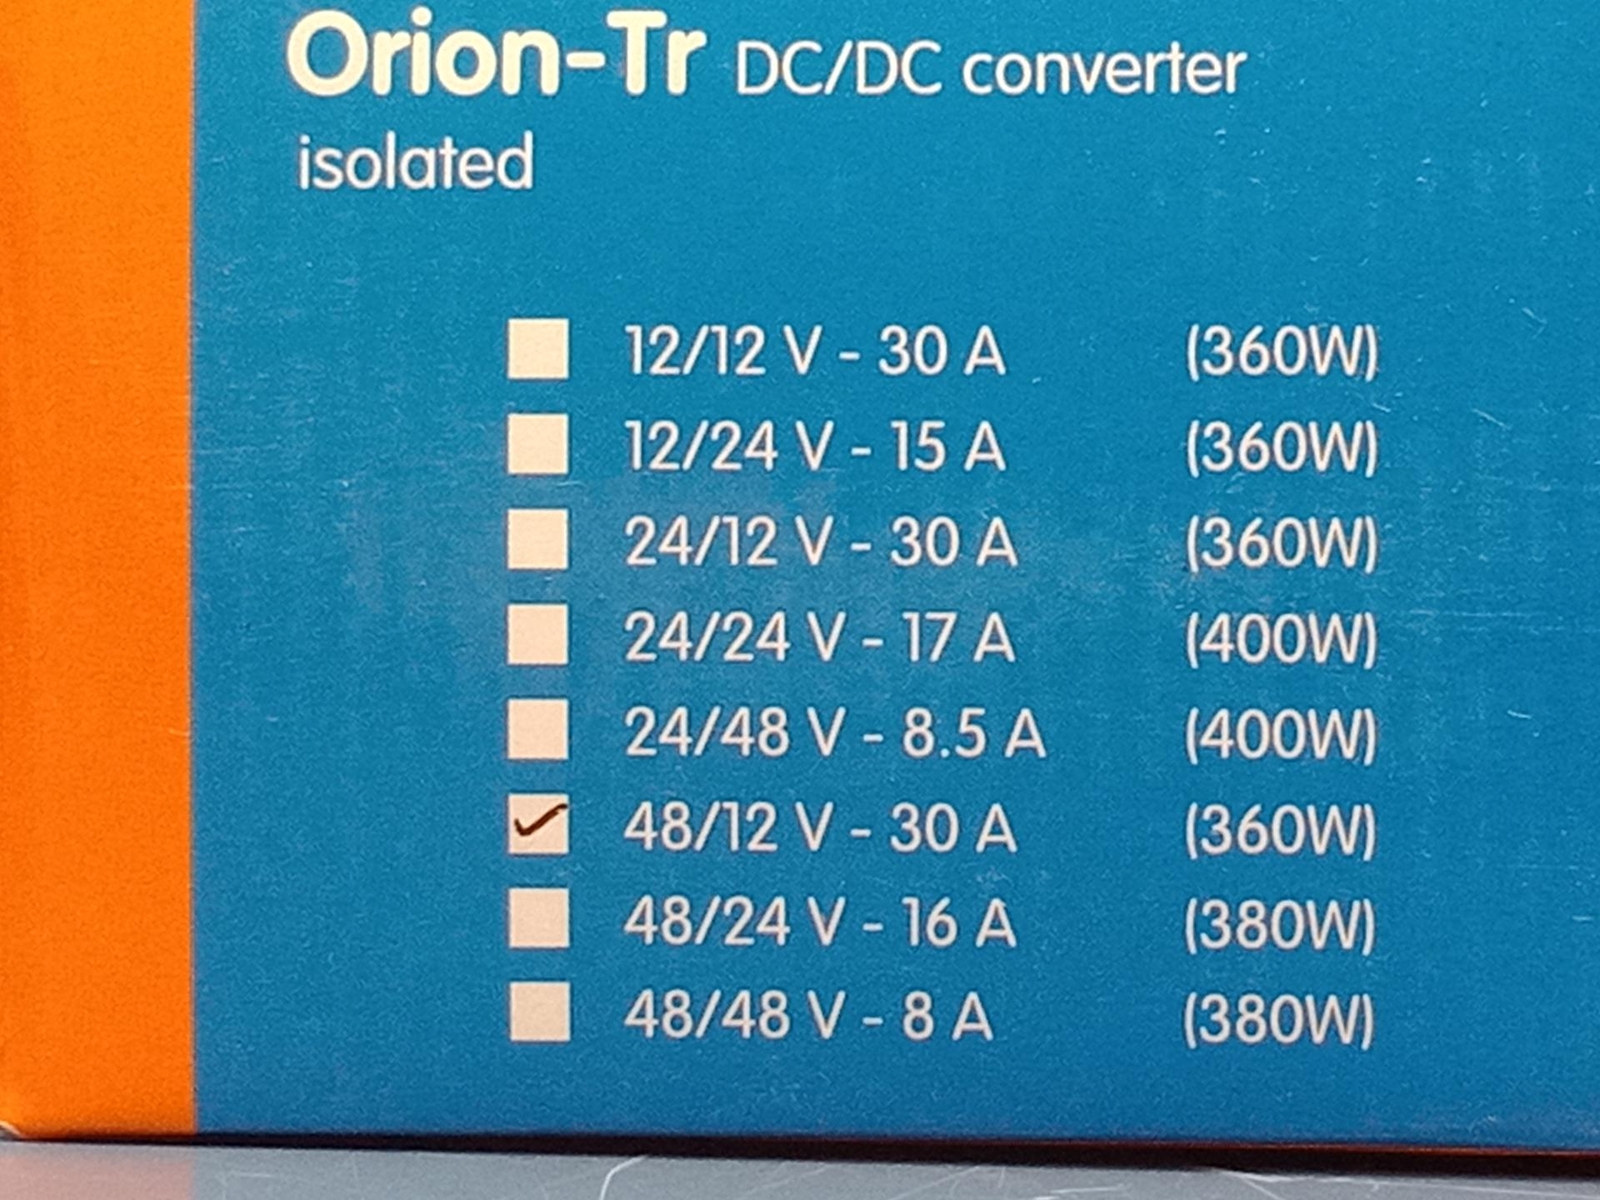 Orion-Tr DC/DC converter
isolated
12/12 V - 30 A (360W)
12/24 V - 15 A (360W)
24/12 V - 30 A (360W)
24/24 V - 17 A (400W)
24/48 V - 8.5 A (400W)
48/12 V - 30 A (360W)
48/24 V - 16 A (380W)
48/48 V - 8 A (380W)